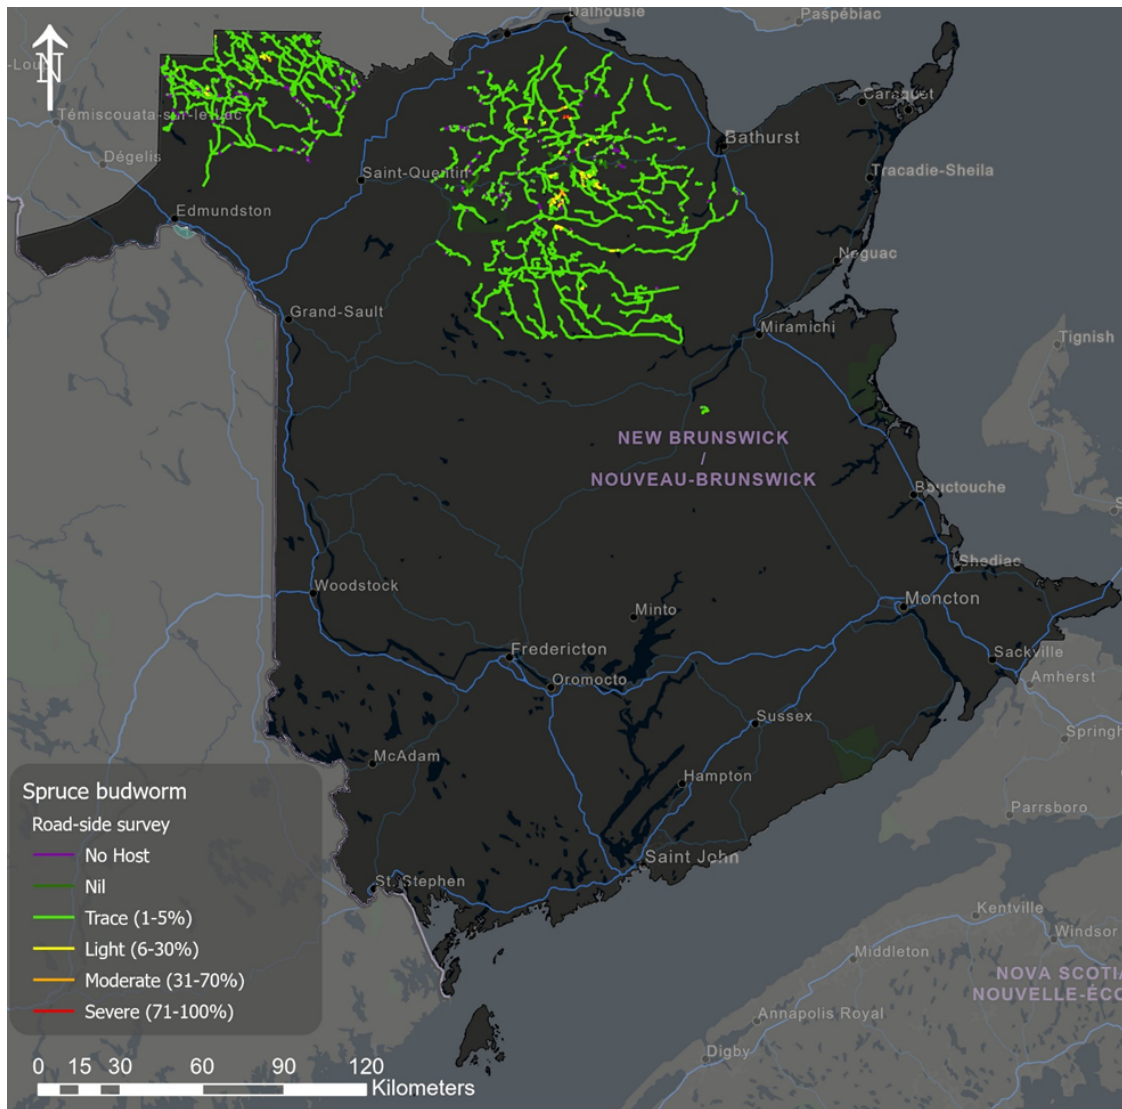 Dalhousie
Paspébiac
N
-Lou
Caraquet
Témiscouata-sur-le-Lac
Bathurst
Dégelis
Saint-Quentin
Tracadie-Sheila
Edmundston
Neguac
Grand-Sault
Miramichi
Tignish
NEW BRUNSWICK
/
NOUVEAU-BRUNSWICK
Bouctouche
S
Shediac
Woodstock
Moncton
Minto
Fredericton
Sackville
Oromocto
Amherst
Sussex
Springh
McAdam
Hampton
Spruce budworm
Parrsboro
Road-side survey
No Host
Saint John
Nil
St. Stephen
Trace (1-5%)
Kentville
Light (6-30%)
Windsor
Middleton
Moderate (31-70%)
NOVA SCOTIA
NOUVELLE-ÉCO
Severe (71-100%)
Annapolis Royal
Digby
0 15 30 60 90 120
Kilometers